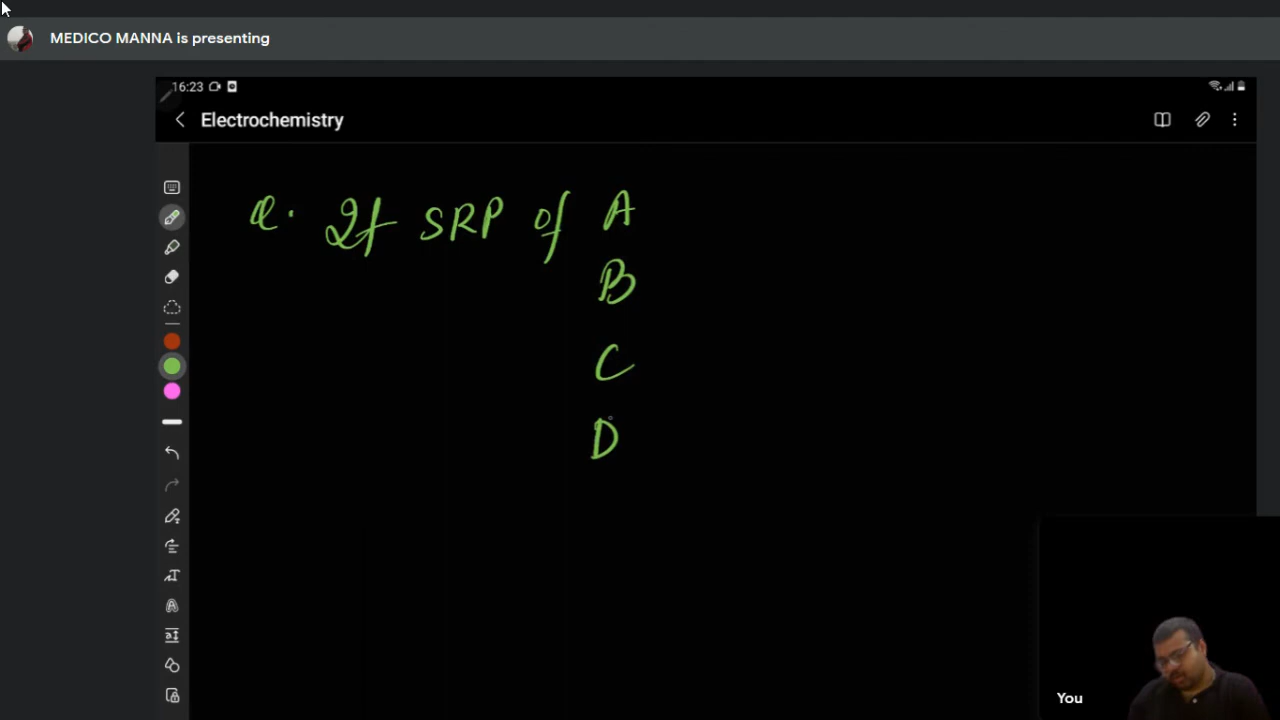 MEDICO MANNA is presenting
16:23
Electrochemistry
Q. If SRP of A
B
C
D
You